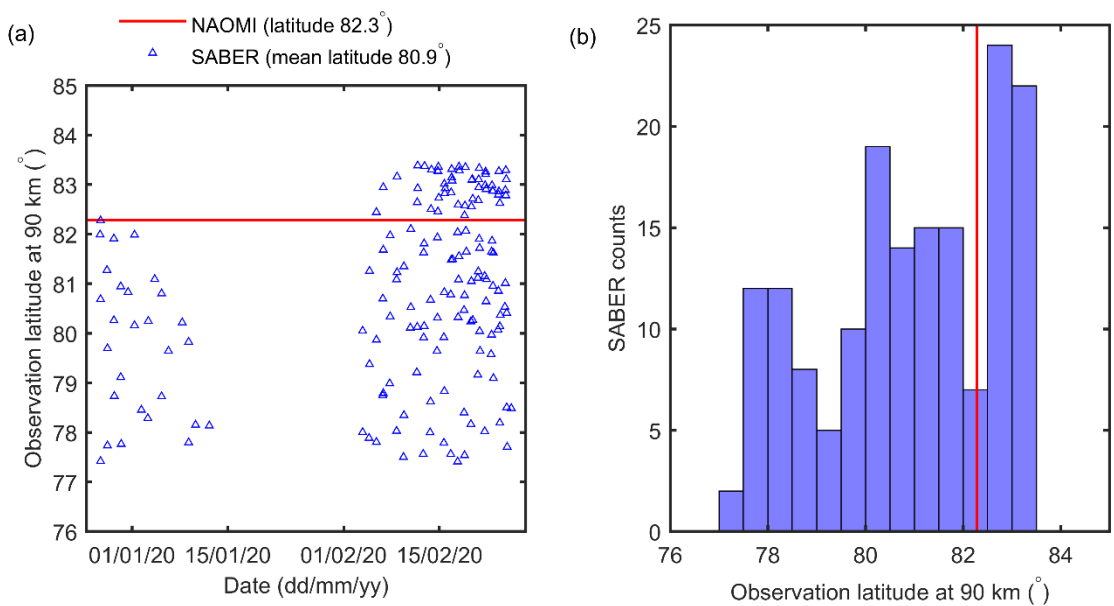 (a)
NAOMI (latitude 82.3°)
SABER (mean latitude 80.9°)
85
84
83
82
81
80
79
78
77
76
Observation latitude at 90 km (°)
01/01/20 15/01/20 01/02/20 15/02/20
Date (dd/mm/yy)
(b)
25
20
15
10
5
0
SABER counts
76 78 80 82 84
Observation latitude at 90 km (°)